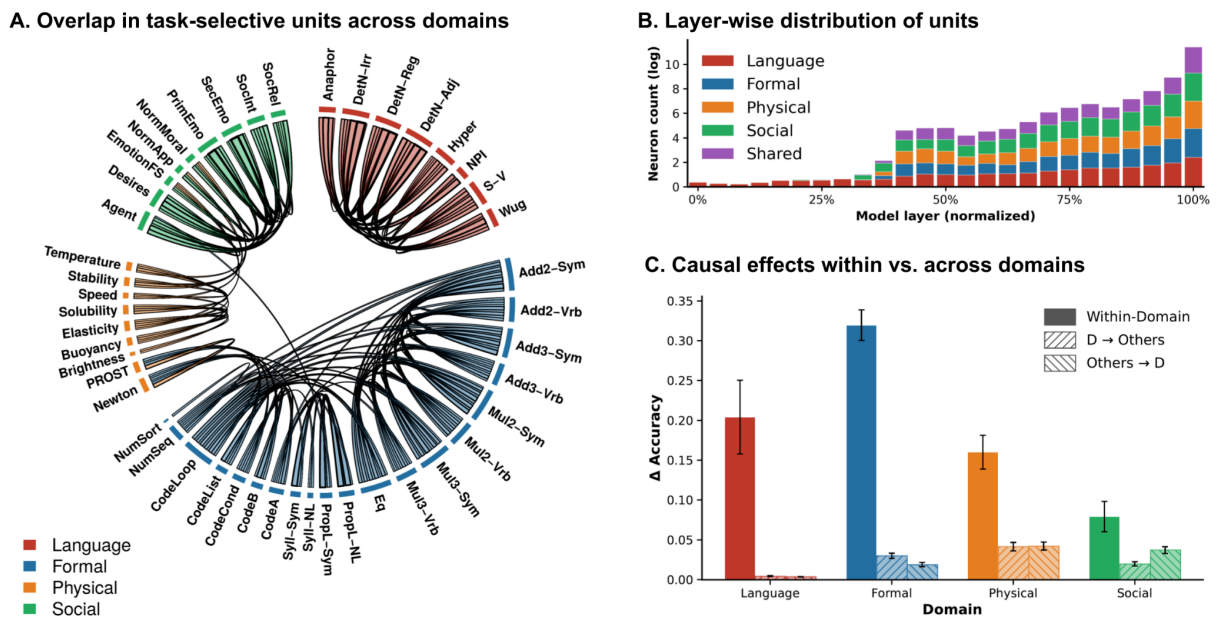 A. Overlap in task-selective units across domains
Anaphor
DetN-Irr
DetN-Reg
DetN-Adj
Hyper
NPI
S-V
Wug
Add2-Sym
Add2-Vrb
Add3-Sym
Add3-Vrb
Mul2-Sym
Mul2-Vrb
Mul3-Sym
Mul3-Vrb
Eq
PropL-NL
PropL-Sym
Syll-NL
Syll-Sym
CodeA
CodeB
CodeCond
CodeList
CodeLoop
NumSeq
NumSort
Newton
PROST
Brightness
Buoyancy
Elasticity
Solubility
Speed
Stability
Temperature
Agent
Desires
EmotionFS
NormApp
NormMoral
PrimEmo
SecEmo
SocInt
SocRel
Language
Formal
Physical
Social
B. Layer-wise distribution of units
Neuron count (log)
10
8
6
4
2
0
Language
Formal
Physical
Social
Shared
0%
25%
50%
75%
100%
Model layer (normalized)
C. Causal effects within vs. across domains
Δ Accuracy
0.35
0.30
0.25
0.20
0.15
0.10
0.05
0.00
Within-Domain
D → Others
Others → D
Language
Formal
Physical
Social
Domain